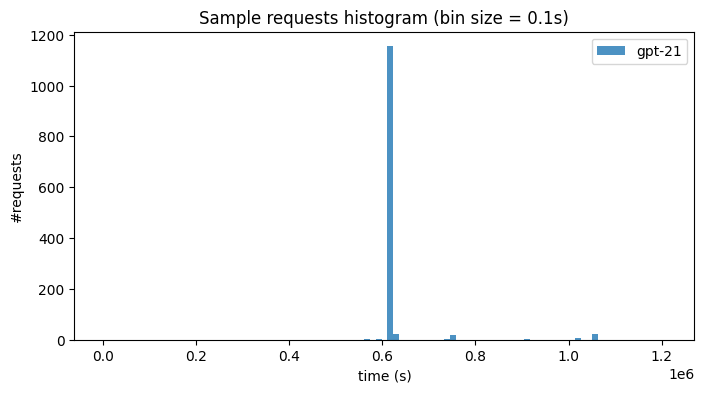 Sample requests histogram (bin size = 0.1s)
gpt-21
#requests
1200
1000
800
600
400
200
0
0.0 0.2 0.4 0.6 0.8 1.0 1.2
1e6
time (s)